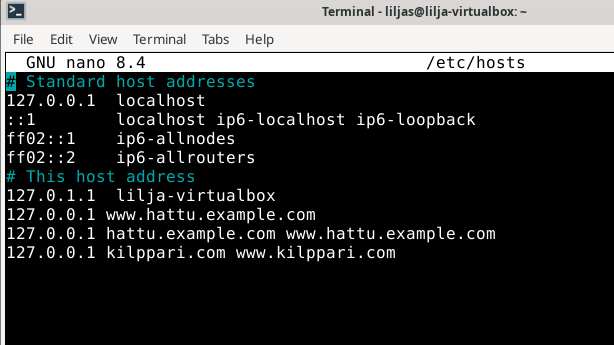 Terminal - liljas@lilja-virtualbox: ~
File Edit View Terminal Tabs Help
GNU nano 8.4 /etc/hosts
# Standard host addresses
127.0.0.1 localhost
::1 localhost ip6-localhost ip6-loopback
ff02::1 ip6-allnodes
ff02::2 ip6-allrouters
# This host address
127.0.1.1 lilja-virtualbox
127.0.0.1 www.hattu.example.com
127.0.0.1 hattu.example.com www.hattu.example.com
127.0.0.1 kilppari.com www.kilppari.com